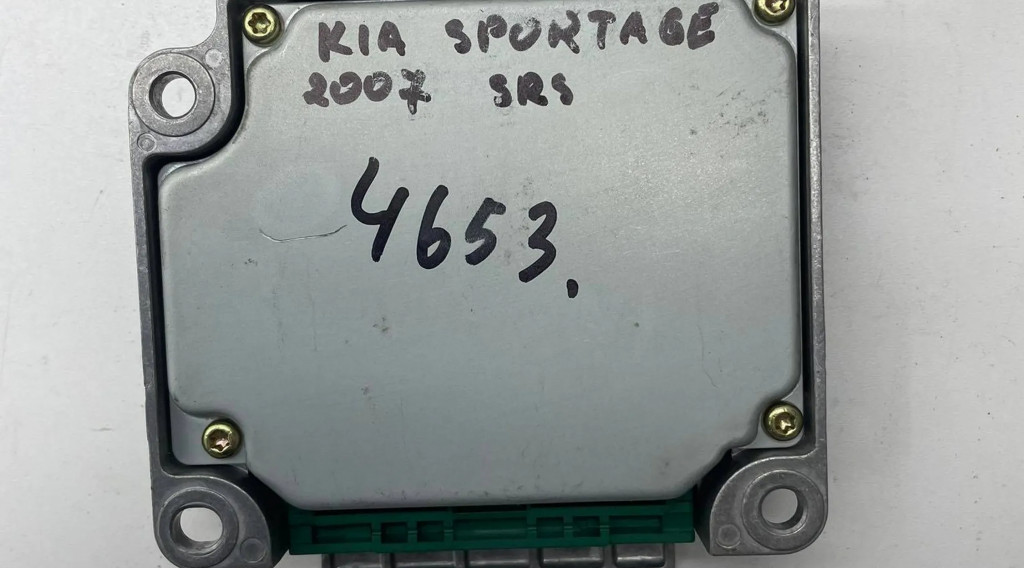 KIA SPORTAGE
2007 SRS
4653.